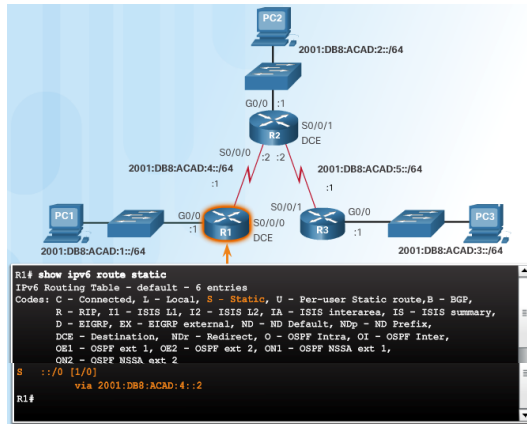 PC2
2001:DB8:ACAD:2::/64
G0/0 :1
R2
S0/0/1
DCE
S0/0/0
:2 :2
2001:DB8:ACAD:4::/64
2001:DB8:ACAD:5::/64
:1
:1
PC1
G0/0
:1
R1
S0/0/0
DCE
S0/0/1
R3
G0/0
:1
PC3
2001:DB8:ACAD:1::/64
2001:DB8:ACAD:3::/64
R1# show ipv6 route static
IPv6 Routing Table - default - 6 entries
Codes: C - Connected, L - Local, S - Static, U - Per-user Static route,B - BGP,
R - RIP, I1 - ISIS L1, I2 - ISIS L2, IA - ISIS interarea, IS - ISIS summary,
D - EIGRP, EX - EIGRP external, ND - ND Default, NDp - ND Prefix,
DCE - Destination, NDr - Redirect, O - OSPF Intra, OI - OSPF Inter,
OE1 - OSPF ext 1, OE2 - OSPF ext 2, ON1 - OSPF NSSA ext 1,
ON2 - OSPF NSSA ext 2
S ::/0 [1/0]
via 2001:DB8:ACAD:4::2
R1#